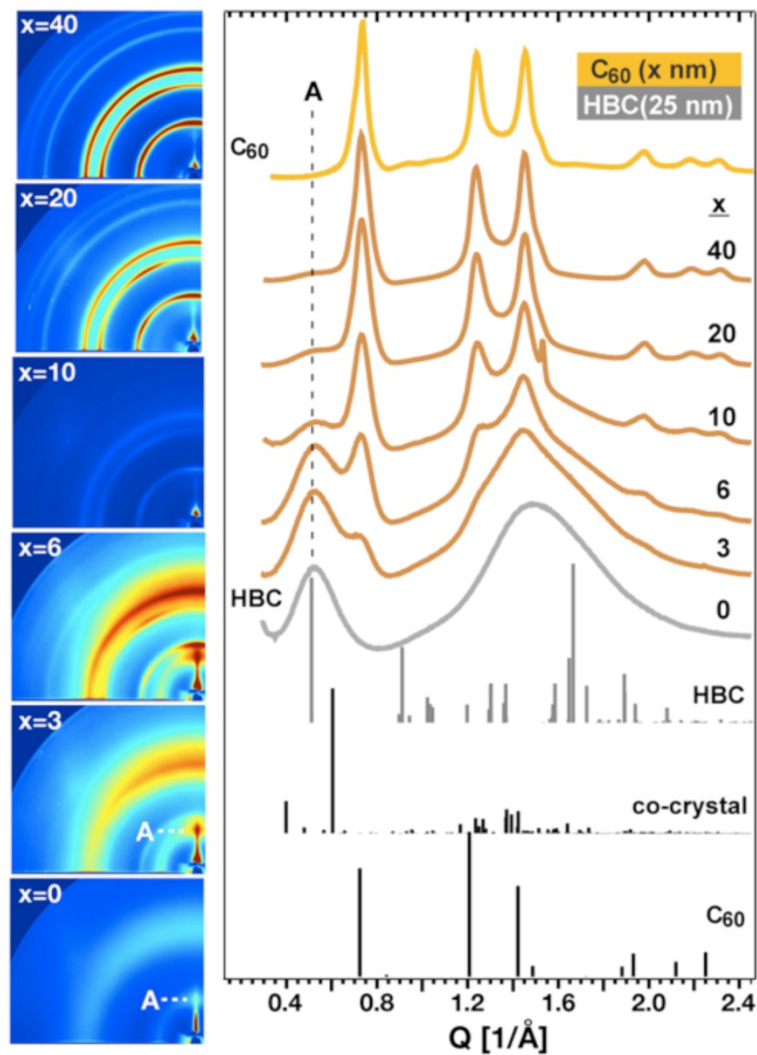 x=40
x=20
x=10
x=6
x=3
A
x=0
A
A
C60 (x nm)
HBC(25 nm)
C60
x
40
20
10
6
3
HBC
0
HBC
co-crystal
C60
0.4 0.8 1.2 1.6 2.0 2.4
Q [1/Å]